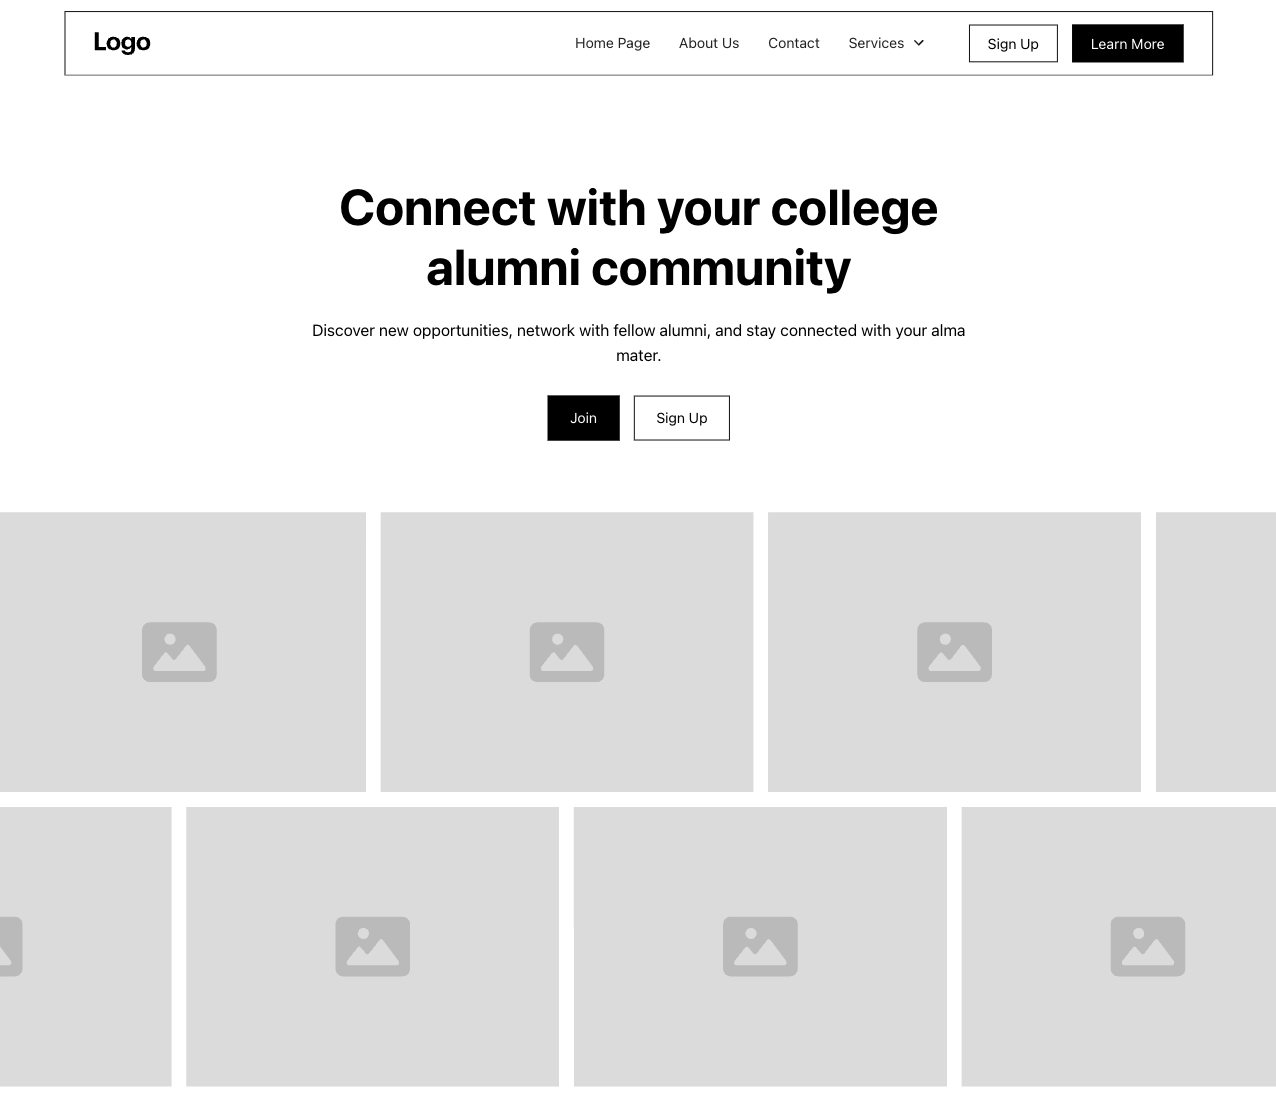 Logo
Home Page
About Us
Contact
Services
Sign Up
Learn More
Connect with your college
alumni community
Discover new opportunities, network with fellow alumni, and stay connected with your alma
mater.
Join
Sign Up